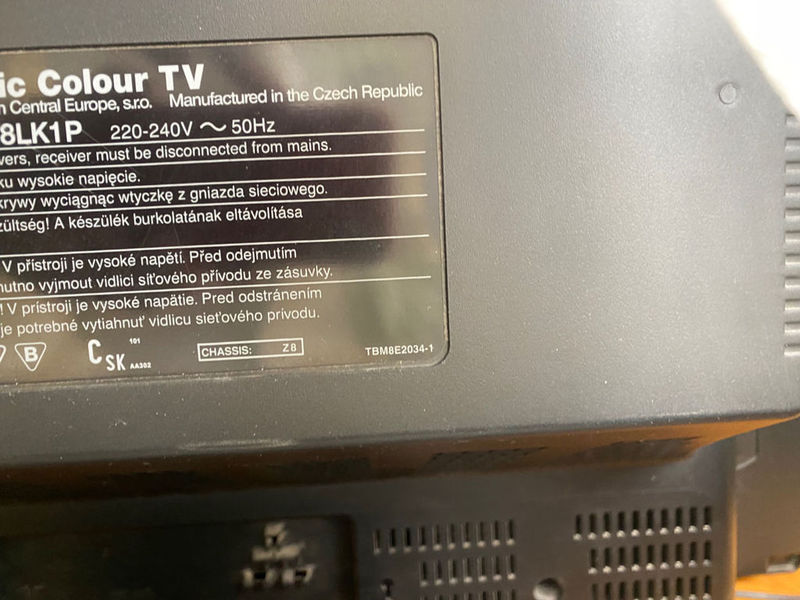 ic Colour TV
n Central Europe, s.r.o. Manufactured in the Czech Republic
8LK1P 220-240V ~ 50Hz
vers, receiver must be disconnected from mains.
ku wysokie napięcie.
krywy wyciągnąc wtyczkę z gniazda sieciowego.
zültség! A készülék burkolatának eltávolítása
V přístroji je vysoké napětí. Před odejmutím
nutno vyjmout vidlici síťového přívodu ze zásuvky.
! V prístroji je vysoké napätie. Pred odstránením
je potrebné vytiahnuť vidlicu sieťového prívodu.
B C SK 101 AA302 CHASSIS: Z8 TBM8E2034-1